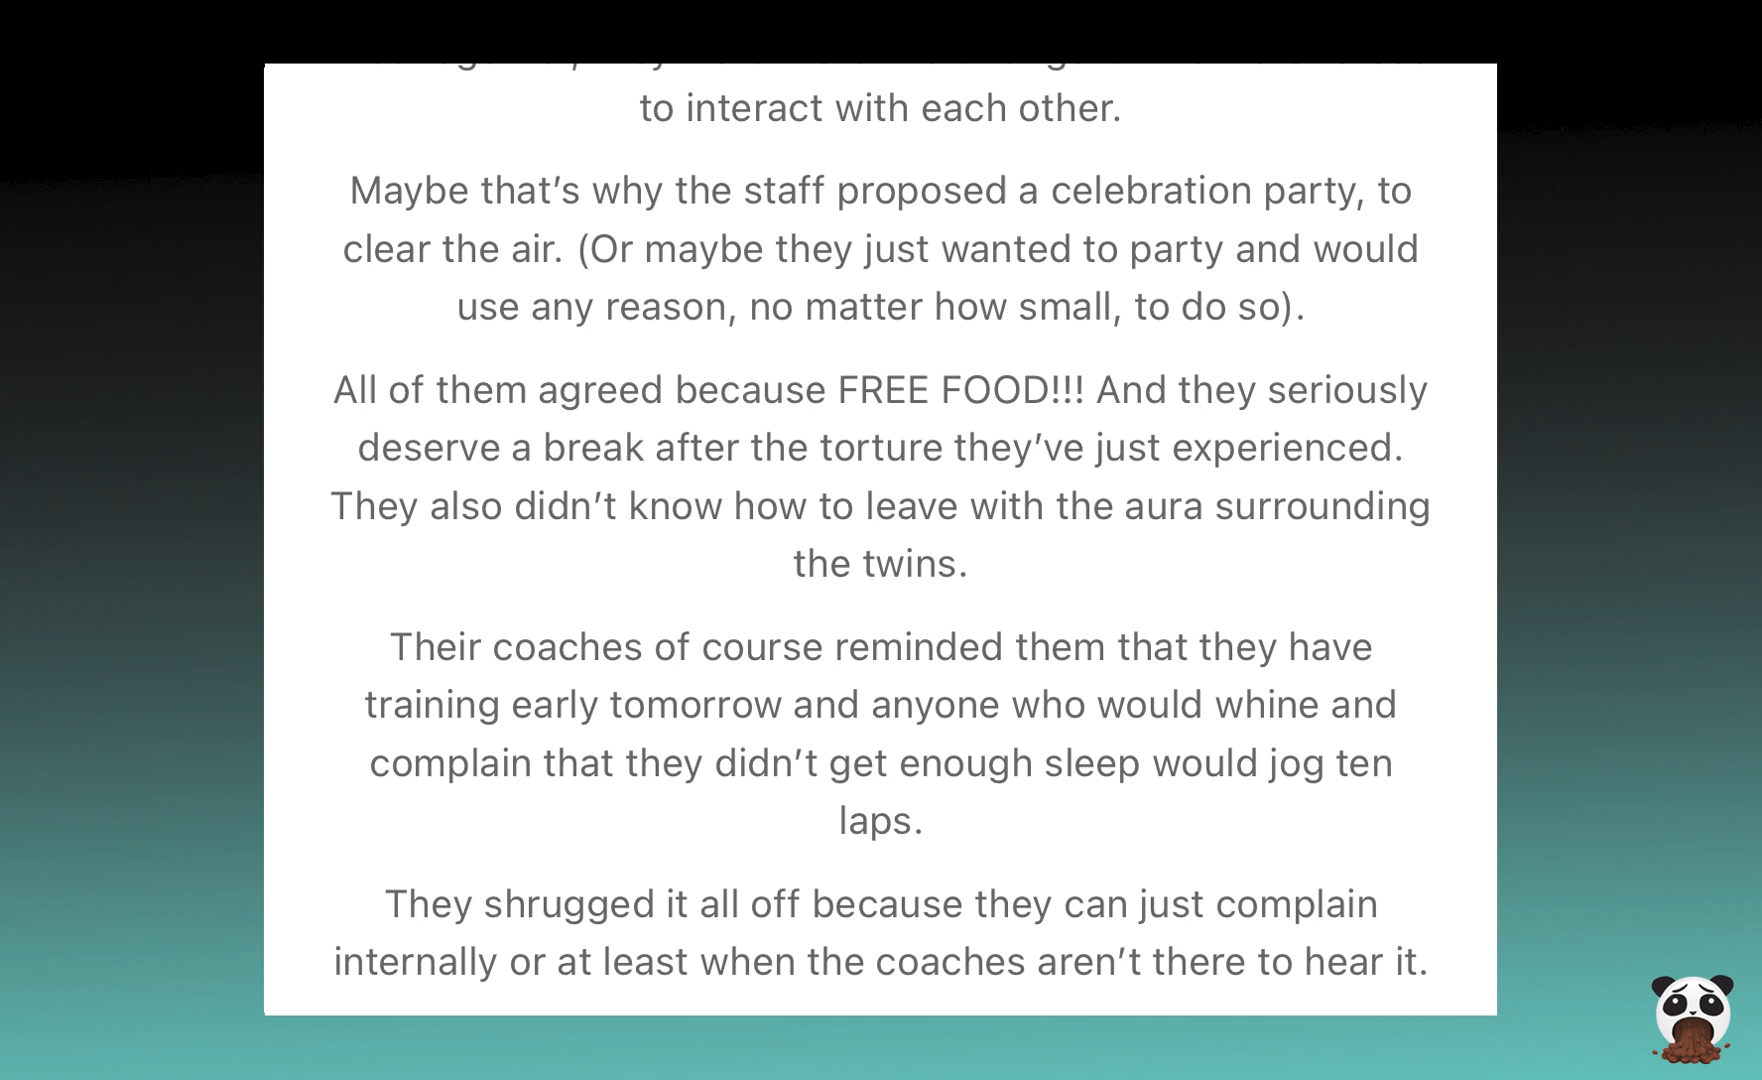 to interact with each other.
Maybe that’s why the staff proposed a celebration party, to
clear the air. (Or maybe they just wanted to party and would
use any reason, no matter how small, to do so).
All of them agreed because FREE FOOD!!! And they seriously
deserve a break after the torture they’ve just experienced.
They also didn’t know how to leave with the aura surrounding
the twins.
Their coaches of course reminded them that they have
training early tomorrow and anyone who would whine and
complain that they didn’t get enough sleep would jog ten
laps.
They shrugged it all off because they can just complain
internally or at least when the coaches aren’t there to hear it.